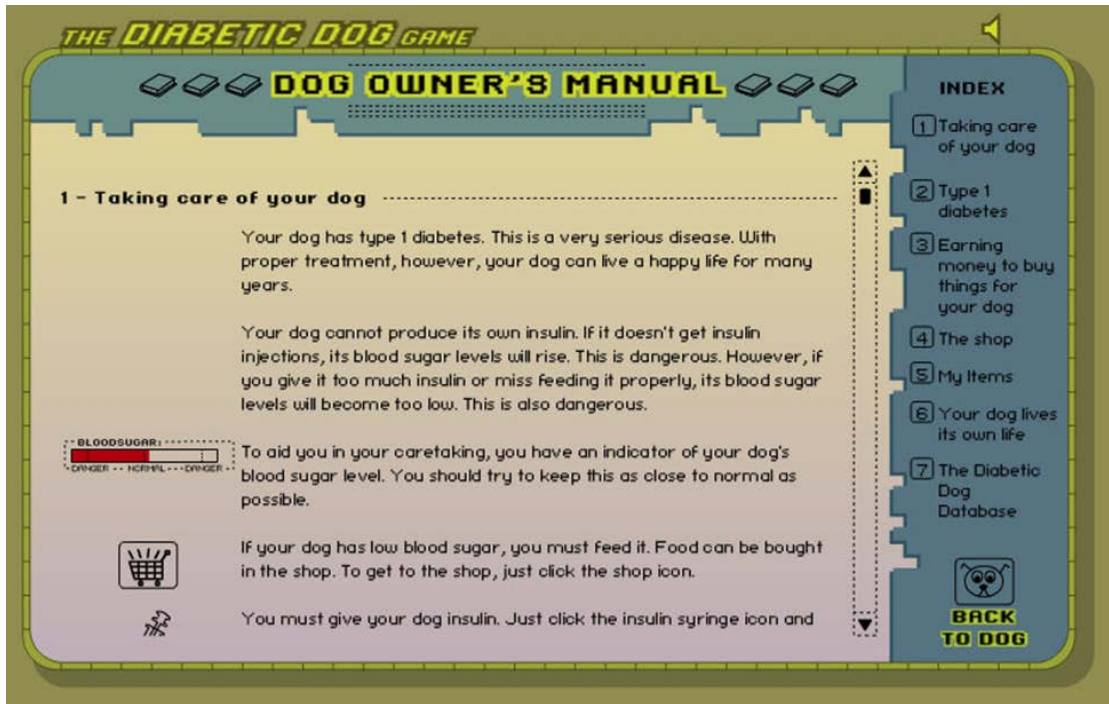 THE DIABETIC DOG GAME
DOG OWNER'S MANUAL
1 - Taking care of your dog
Your dog has type 1 diabetes. This is a very serious disease. With
proper treatment, however, your dog can live a happy life for many
years.
Your dog cannot produce its own insulin. If it doesn't get insulin
injections, its blood sugar levels will rise. This is dangerous. However, if
you give it too much insulin or miss feeding it properly, its blood sugar
levels will become too low. This is also dangerous.
BLOODSUGAR:
DANGER -- NORMAL --- DANGER
To aid you in your caretaking, you have an indicator of your dog's
blood sugar level. You should try to keep this as close to normal as
possible.
If your dog has low blood sugar, you must feed it. Food can be bought
in the shop. To get to the shop, just click the shop icon.
You must give your dog insulin. Just click the insulin syringe icon and
INDEX
1 Taking care
of your dog
2 Type 1
diabetes
3 Earning
money to buy
things for
your dog
4 The shop
5 My Items
6 Your dog lives
its own life
7 The Diabetic
Dog
Database
BACK
TO DOG